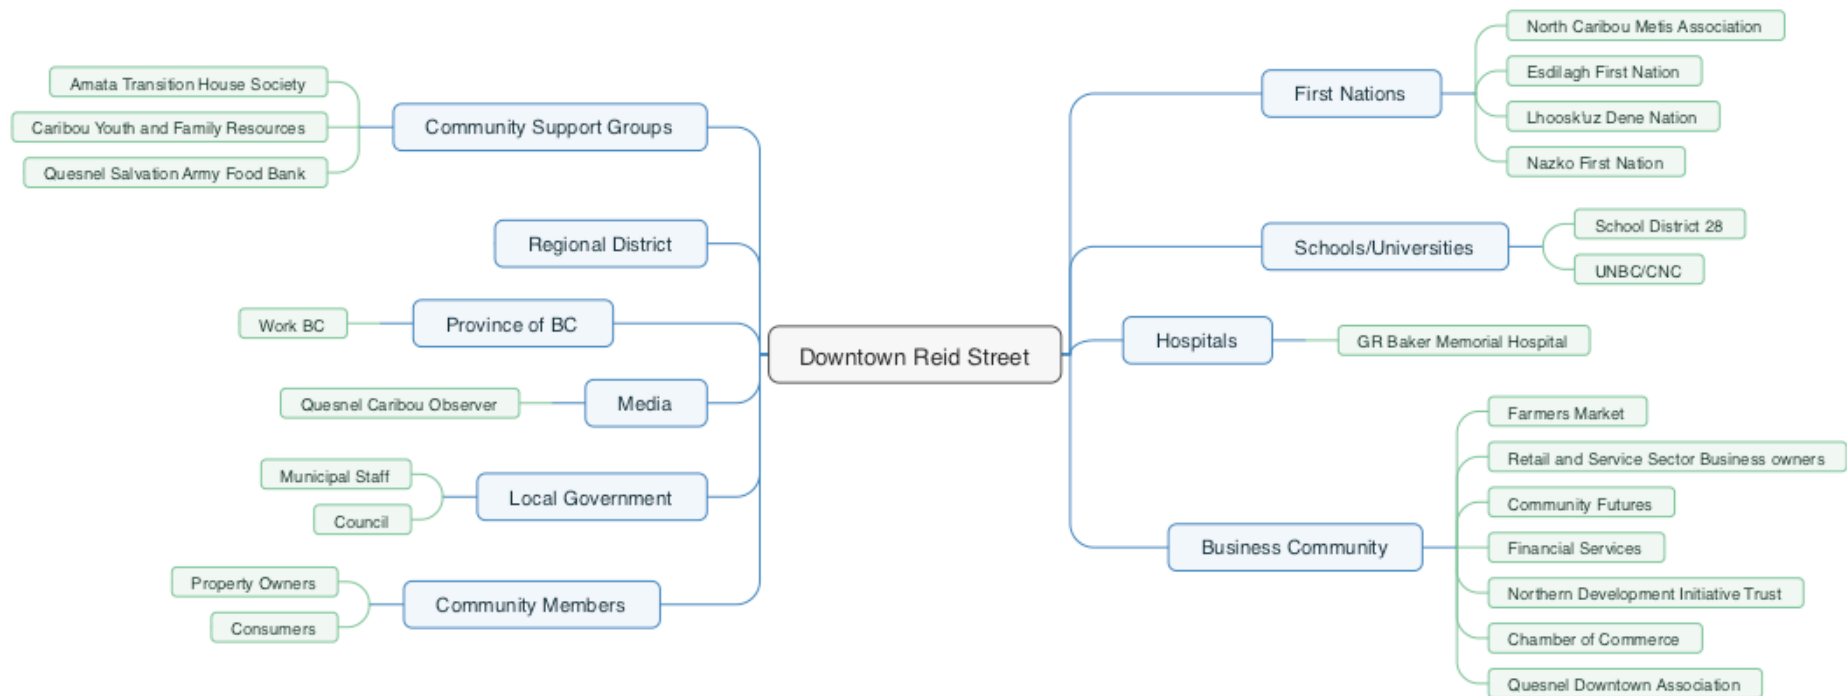 Downtown Reid Street
Community Support Groups
Amata Transition House Society
Caribou Youth and Family Resources
Quesnel Salvation Army Food Bank
Regional District
Province of BC
Work BC
Media
Quesnel Caribou Observer
Local Government
Municipal Staff
Council
Community Members
Property Owners
Consumers
First Nations
North Caribou Metis Association
Esdilagh First Nation
Lhoosk'uz Dene Nation
Nazko First Nation
Schools/Universities
School District 28
UNBC/CNC
Hospitals
GR Baker Memorial Hospital
Business Community
Farmers Market
Retail and Service Sector Business owners
Community Futures
Financial Services
Northern Development Initiative Trust
Chamber of Commerce
Quesnel Downtown Association